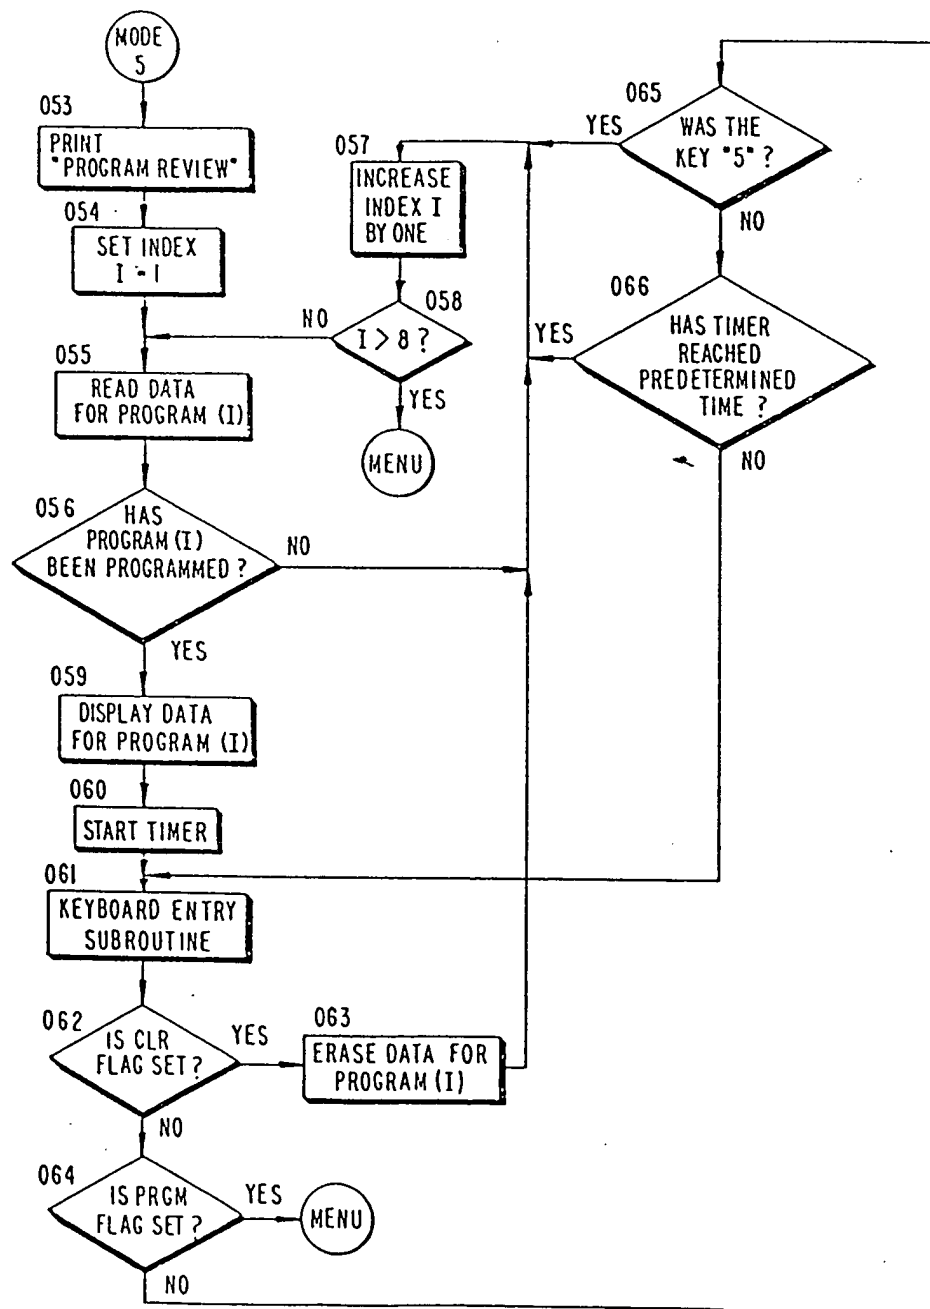 MODE
5
053
PRINT
"PROGRAM REVIEW"
054
SET INDEX
I = 1
055
READ DATA
FOR PROGRAM (I)
056
HAS
PROGRAM (I)
BEEN PROGRAMMED ?
NO
YES
057
INCREASE
INDEX I
BY ONE
058
I > 8 ?
NO
YES
MENU
059
DISPLAY DATA
FOR PROGRAM (I)
060
START TIMER
061
KEYBOARD ENTRY
SUBROUTINE
062
IS CLR
FLAG SET ?
YES
NO
063
ERASE DATA FOR
PROGRAM (I)
064
IS PRGM
FLAG SET ?
YES
MENU
NO
065
WAS THE
KEY "5" ?
YES
NO
066
HAS TIMER
REACHED
PREDETERMINED
TIME ?
YES
NO